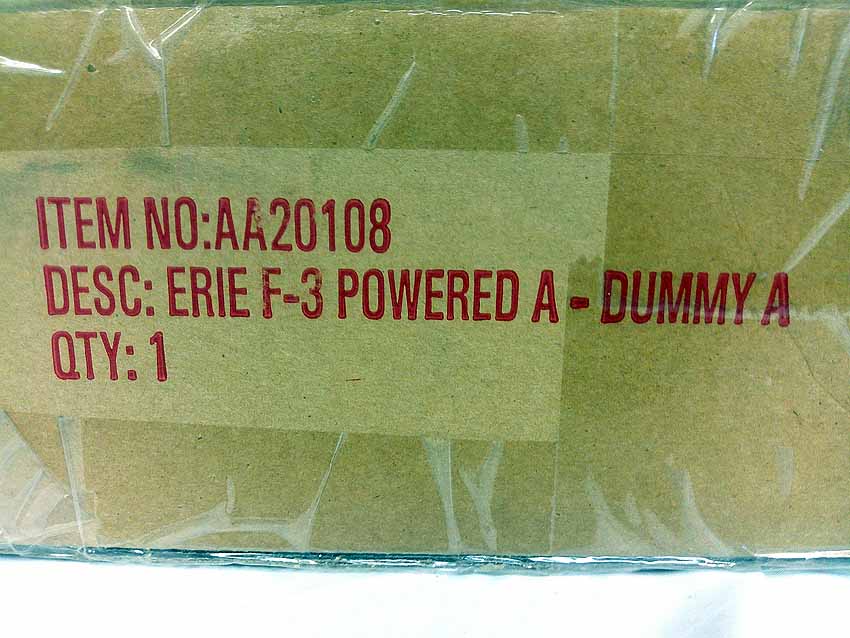 ITEM NO:AA20108
DESC: ERIE F-3 POWERED A - DUMMY A
QTY: 1